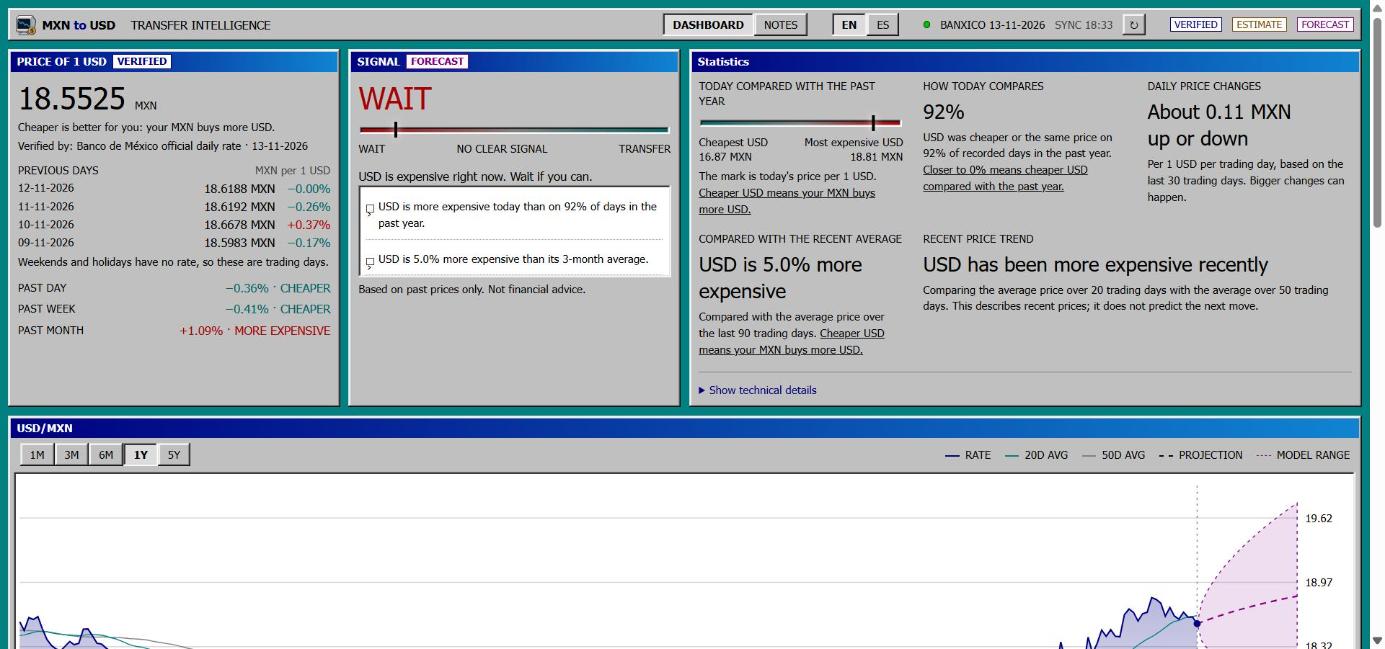 MXN to USD TRANSFER INTELLIGENCE DASHBOARD NOTES EN ES BANXICO 13-11-2026 SYNC 18:33 ↻ VERIFIED ESTIMATE FORECAST
PRICE OF 1 USD VERIFIED
18.5525 MXN
Cheaper is better for you: your MXN buys more USD.
Verified by: Banco de México official daily rate · 13-11-2026
PREVIOUS DAYS MXN per 1 USD
12-11-2026 18.6188 MXN −0.00%
11-11-2026 18.6192 MXN −0.26%
10-11-2026 18.6678 MXN +0.37%
09-11-2026 18.5983 MXN −0.17%
Weekends and holidays have no rate, so these are trading days.
PAST DAY −0.36% · CHEAPER
PAST WEEK −0.41% · CHEAPER
PAST MONTH +1.09% · MORE EXPENSIVE
SIGNAL FORECAST
WAIT
WAIT NO CLEAR SIGNAL TRANSFER
USD is expensive right now. Wait if you can.
USD is more expensive today than on 92% of days in the
past year.
USD is 5.0% more expensive than its 3-month average.
Based on past prices only. Not financial advice.
Statistics
TODAY COMPARED WITH THE PAST
YEAR
Cheapest USD Most expensive USD
16.87 MXN 18.81 MXN
The mark is today's price per 1 USD.
Cheaper USD means your MXN buys
more USD.
HOW TODAY COMPARES
92%
USD was cheaper or the same price on
92% of recorded days in the past year.
Closer to 0% means cheaper USD
compared with the past year.
DAILY PRICE CHANGES
About 0.11 MXN
up or down
Per 1 USD per trading day, based on the
last 30 trading days. Bigger changes can
happen.
COMPARED WITH THE RECENT AVERAGE
USD is 5.0% more
expensive
Compared with the average price over
the last 90 trading days. Cheaper USD
means your MXN buys more USD.
RECENT PRICE TREND
USD has been more expensive recently
Comparing the average price over 20 trading days with the average over 50 trading
days. This describes recent prices; it does not predict the next move.
▶ Show technical details
USD/MXN
1M 3M 6M 1Y 5Y RATE 20D AVG 50D AVG PROJECTION MODEL RANGE
19.62
18.97
18.32